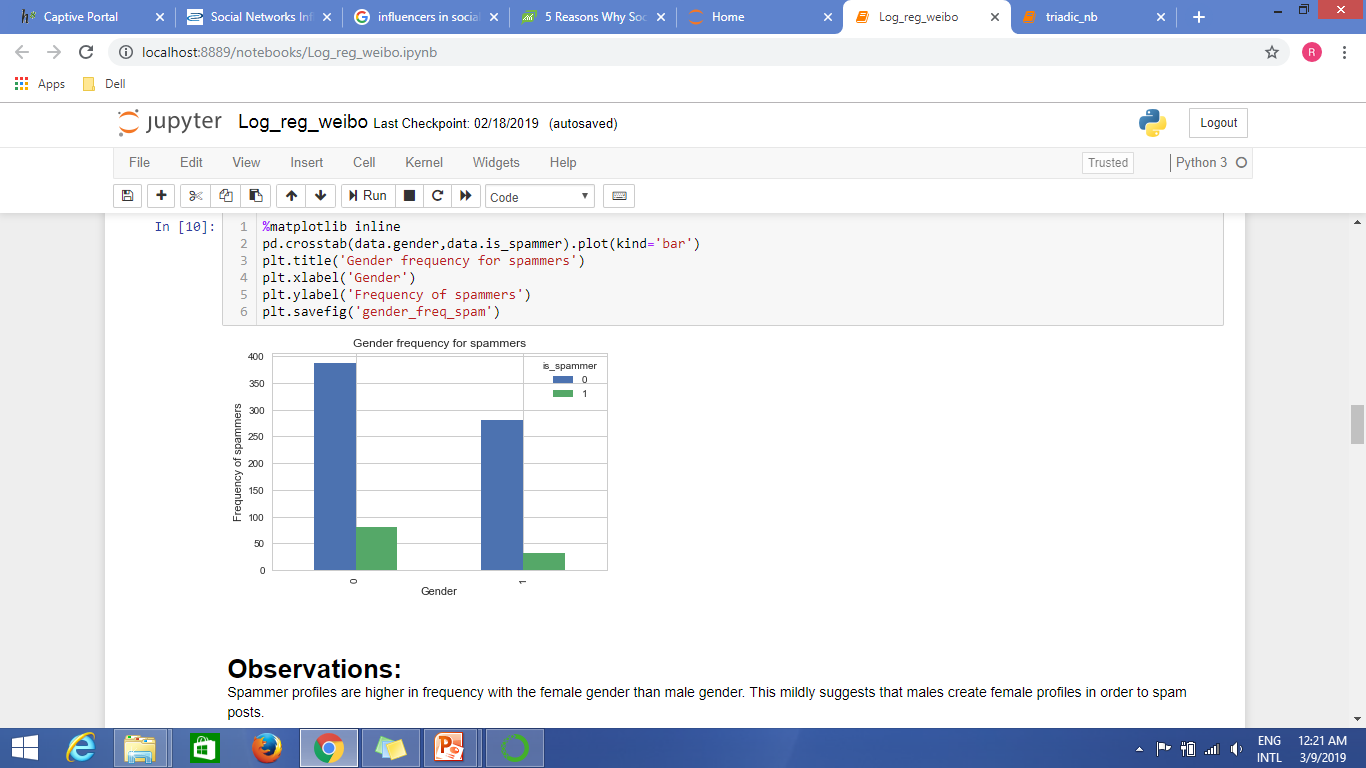 Captive Portal
Social Networks Inf
influencers in social
5 Reasons Why Soc
Home
Log_reg_weibo
triadic_nb
localhost:8889/notebooks/Log_reg_weibo.ipynb
R
Apps
Dell
jupyter Log_reg_weibo Last Checkpoint: 02/18/2019 (autosaved)
Logout
File Edit View Insert Cell Kernel Widgets Help
Trusted
Python 3
Run
Code
In [10]:
1 %matplotlib inline
2 pd.crosstab(data.gender,data.is_spammer).plot(kind='bar')
3 plt.title('Gender frequency for spammers')
4 plt.xlabel('Gender')
5 plt.ylabel('Frequency of spammers')
6 plt.savefig('gender_freq_spam')
Gender frequency for spammers
is_spammer
0
1
400
350
300
250
200
150
100
50
0
Frequency of spammers
0
1
Gender
Observations:
Spammer profiles are higher in frequency with the female gender than male gender. This mildly suggests that males create female profiles in order to spam
posts.
ENG
INTL
12:21 AM
3/9/2019